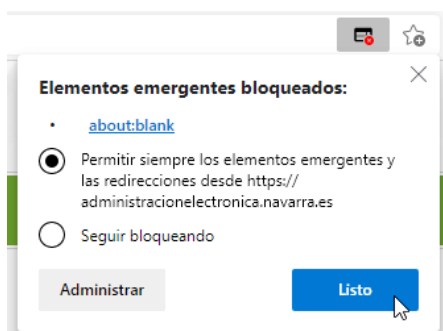 Elementos emergentes bloqueados:
about:blank
Permitir siempre los elementos emergentes y
las redirecciones desde https://
administracionelectronica.navarra.es
Seguir bloqueando
Administrar
Listo